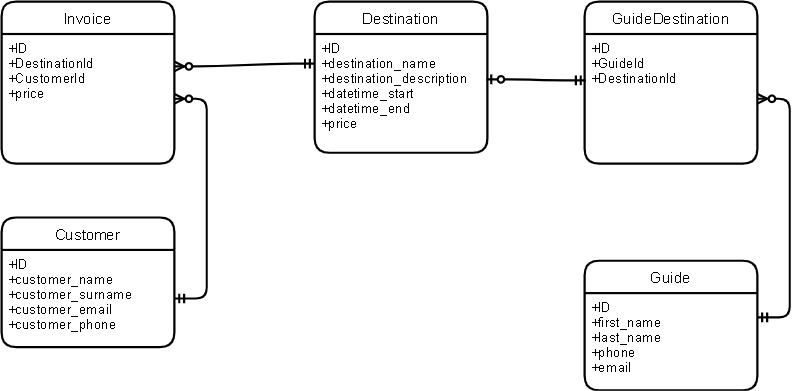 Invoice
+ID
+DestinationId
+CustomerId
+price
Destination
+ID
+destination_name
+destination_description
+datetime_start
+datetime_end
+price
GuideDestination
+ID
+GuideId
+DestinationId
Customer
+ID
+customer_name
+customer_surname
+customer_email
+customer_phone
Guide
+ID
+first_name
+last_name
+phone
+email